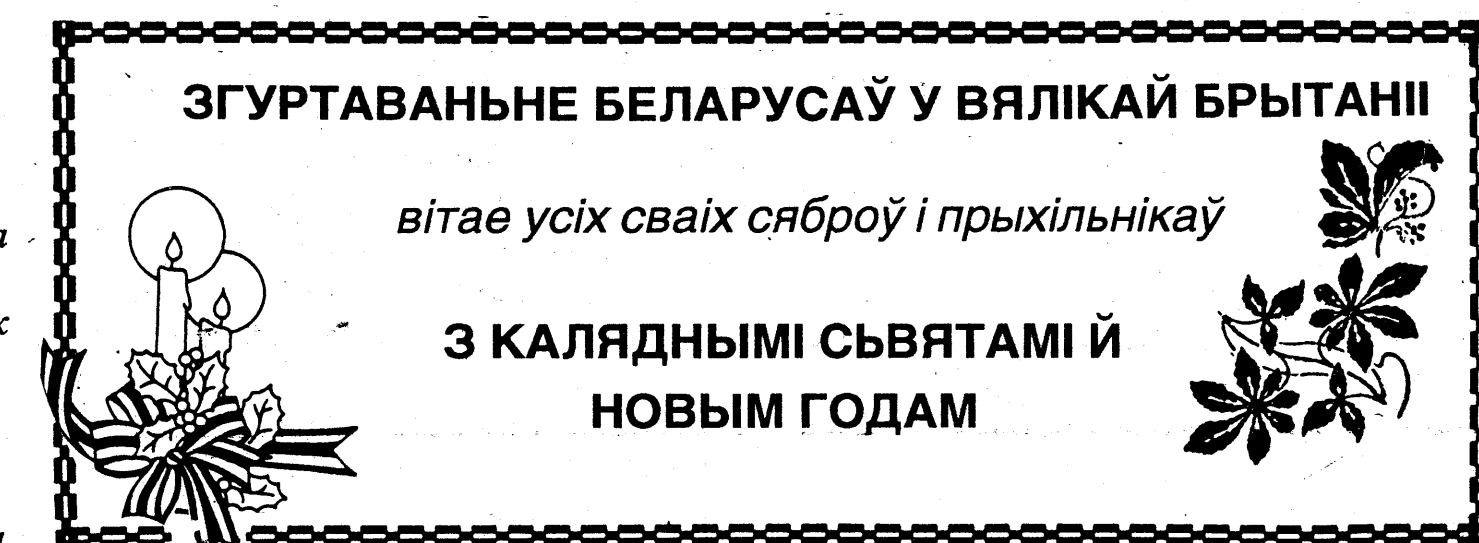 ЗГУРТАВАНЬНЕ БЕЛАРУСАЎ У ВЯЛІКАЙ БРЫТАНІІ
вітае усіх сваіх сяброў і прыхільнікаў
З КАЛЯДНЫМІ СЬВЯТАМІ Й
НОВЫМ ГОДАМ